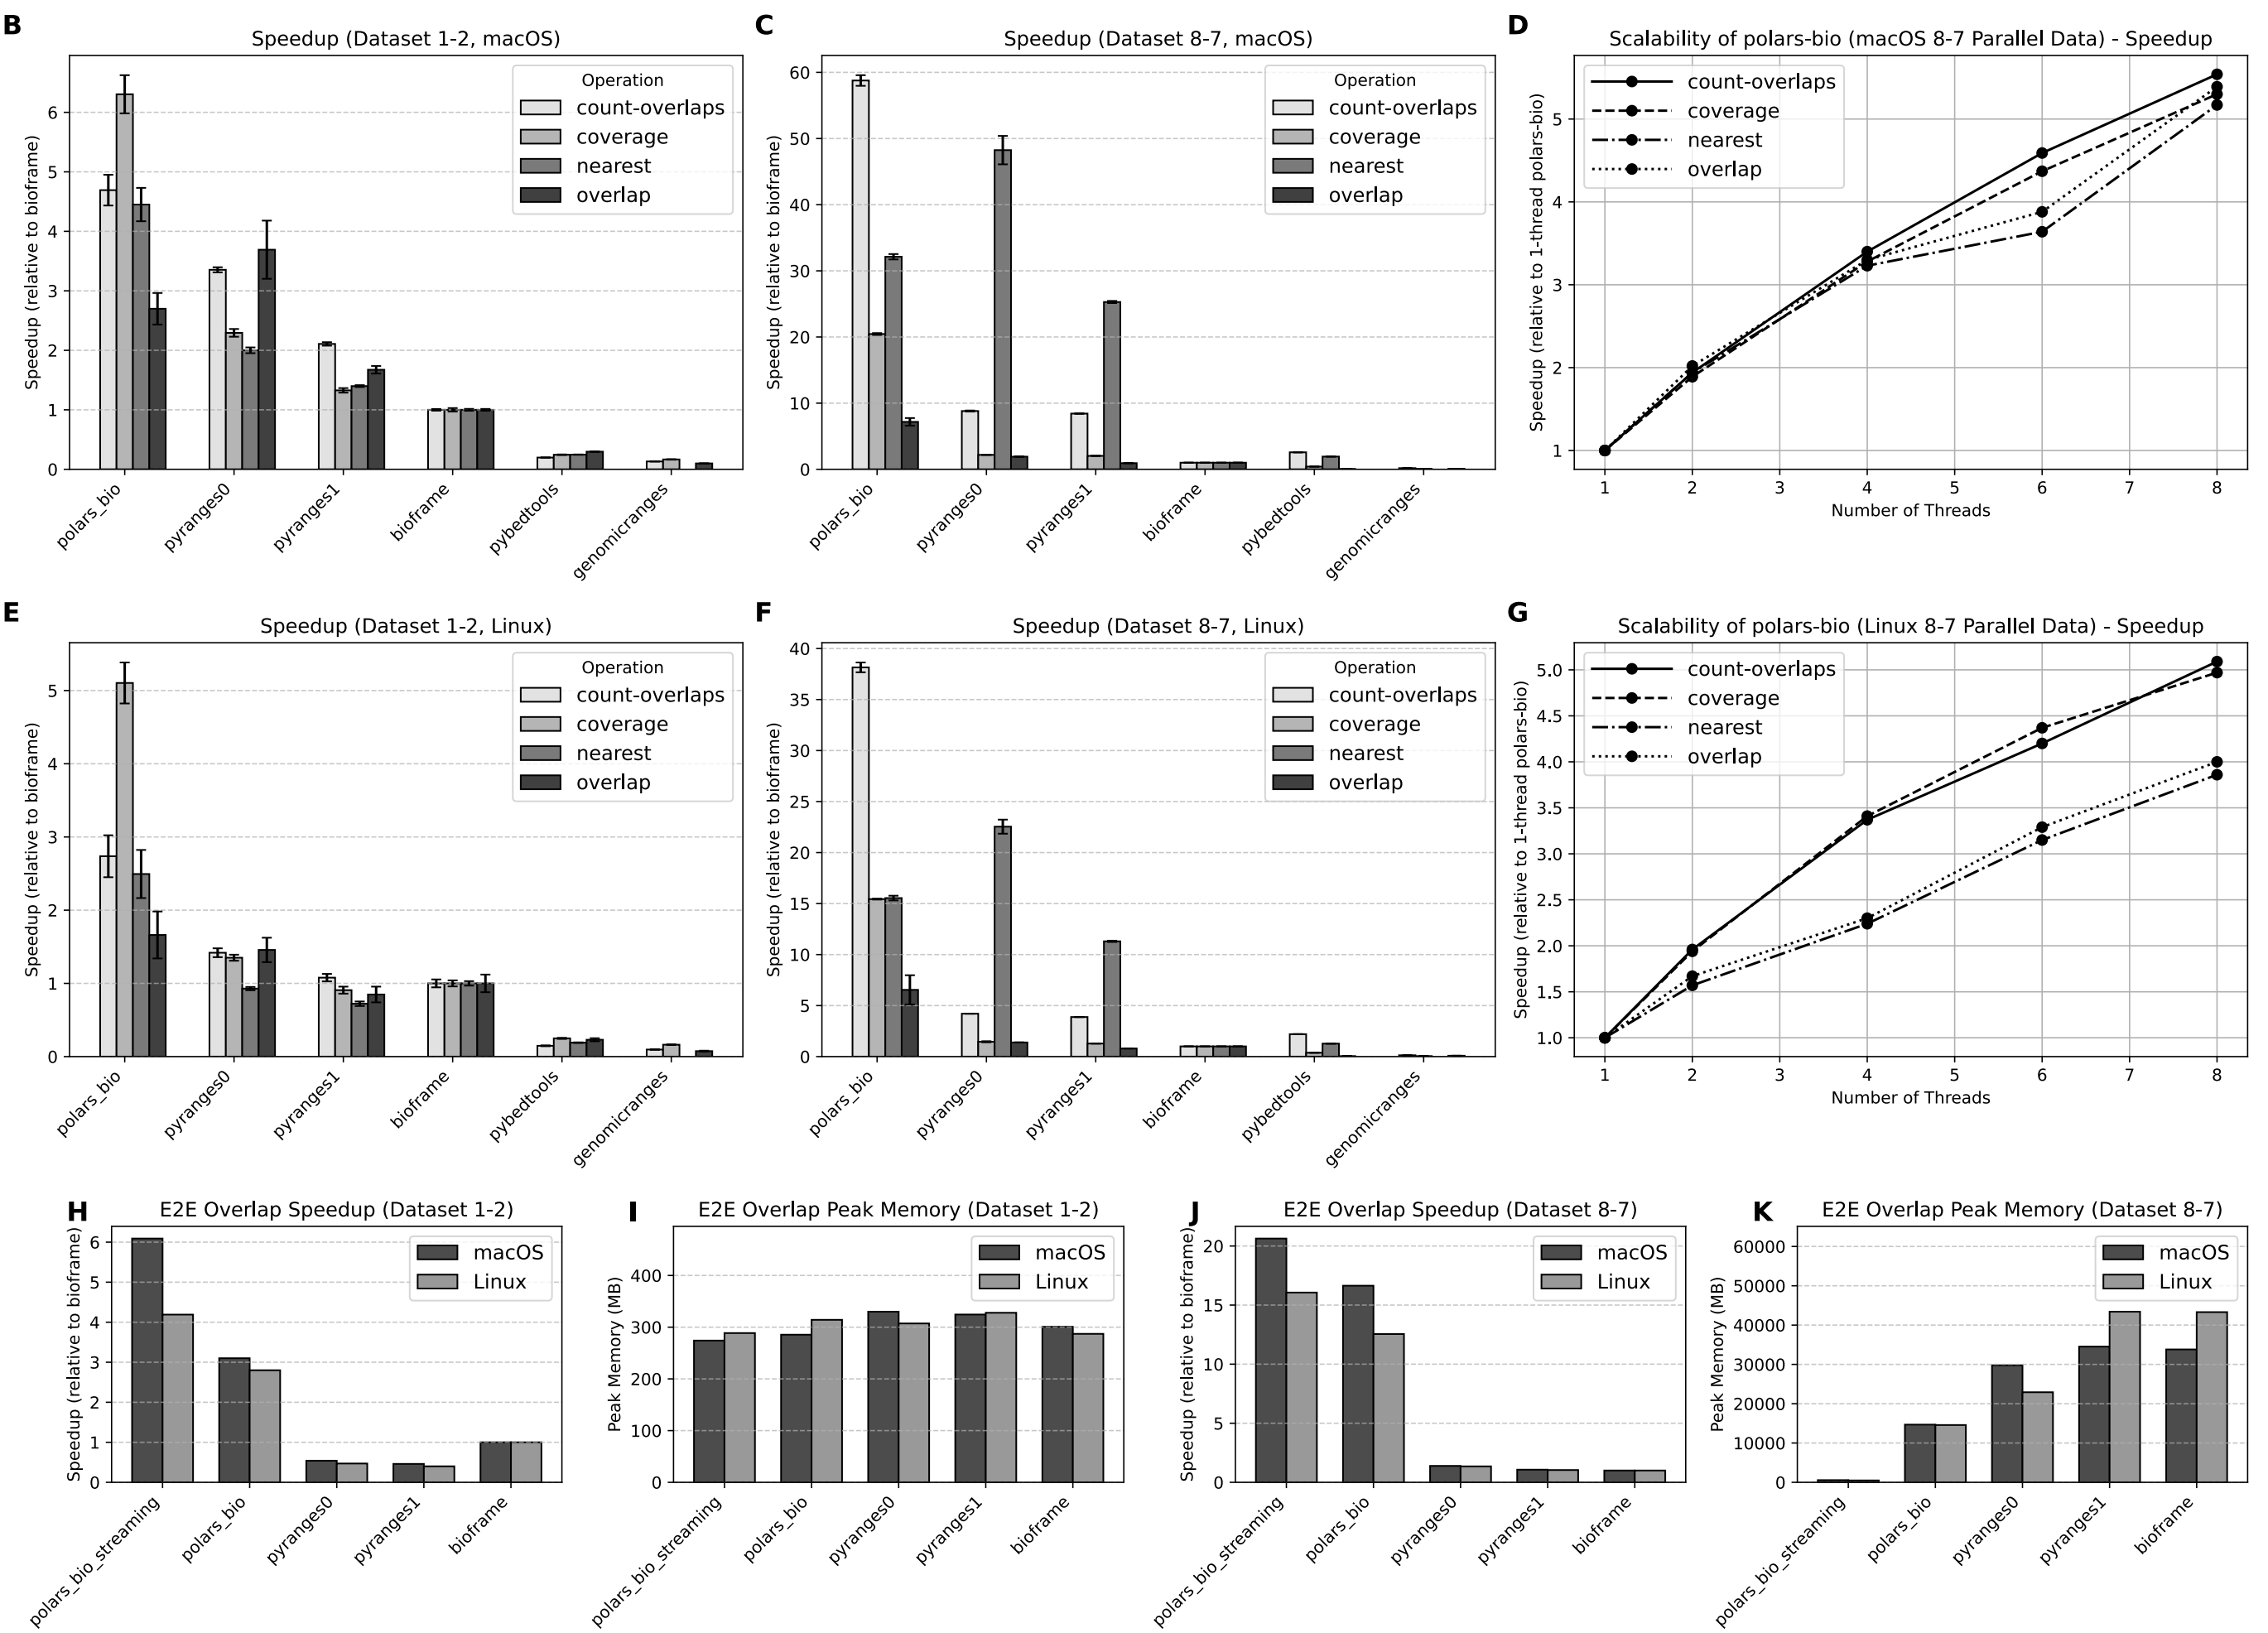 B
Speedup (Dataset 1-2, macOS)
Speedup (relative to bioframe)
6
5
4
3
2
1
0
Operation
count-overlaps
coverage
nearest
overlap
polars_bio
pyranges0
pyranges1
bioframe
pybedtools
genomicranges
C
Speedup (Dataset 8-7, macOS)
Speedup (relative to bioframe)
60
50
40
30
20
10
0
Operation
count-overlaps
coverage
nearest
overlap
polars_bio
pyranges0
pyranges1
bioframe
pybedtools
genomicranges
D
Scalability of polars-bio (macOS 8-7 Parallel Data) - Speedup
Speedup (relative to 1-thread polars-bio)
5
4
3
2
1
count-overlaps
coverage
nearest
overlap
1 2 3 4 5 6 7 8
Number of Threads
E
Speedup (Dataset 1-2, Linux)
Speedup (relative to bioframe)
5
4
3
2
1
0
Operation
count-overlaps
coverage
nearest
overlap
polars_bio
pyranges0
pyranges1
bioframe
pybedtools
genomicranges
F
Speedup (Dataset 8-7, Linux)
Speedup (relative to bioframe)
40
35
30
25
20
15
10
5
0
Operation
count-overlaps
coverage
nearest
overlap
polars_bio
pyranges0
pyranges1
bioframe
pybedtools
genomicranges
G
Scalability of polars-bio (Linux 8-7 Parallel Data) - Speedup
Speedup (relative to 1-thread polars-bio)
5.0
4.5
4.0
3.5
3.0
2.5
2.0
1.5
1.0
count-overlaps
coverage
nearest
overlap
1 2 3 4 5 6 7 8
Number of Threads
H
E2E Overlap Speedup (Dataset 1-2)
Speedup (relative to bioframe)
6
5
4
3
2
1
0
macOS
Linux
polars_bio_streaming
polars_bio
pyranges0
pyranges1
bioframe
I
E2E Overlap Peak Memory (Dataset 1-2)
Peak Memory (MB)
400
300
200
100
0
macOS
Linux
polars_bio_streaming
polars_bio
pyranges0
pyranges1
bioframe
J
E2E Overlap Speedup (Dataset 8-7)
Speedup (relative to bioframe)
20
15
10
5
0
macOS
Linux
polars_bio_streaming
polars_bio
pyranges0
pyranges1
bioframe
K
E2E Overlap Peak Memory (Dataset 8-7)
Peak Memory (MB)
60000
50000
40000
30000
20000
10000
0
macOS
Linux
polars_bio_streaming
polars_bio
pyranges0
pyranges1
bioframe